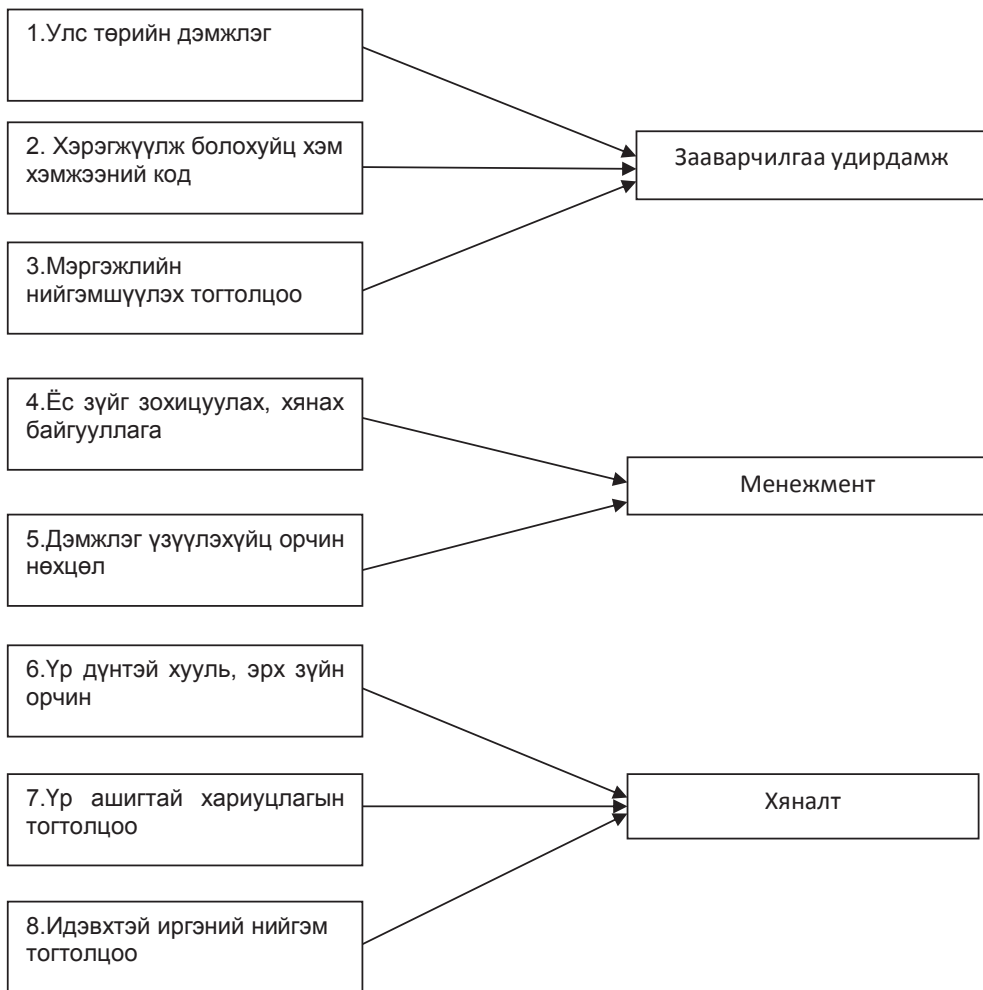 1.Улс төрийн дэмжлэг
2. Хэрэгжүүлж болохуйц хэм
хэмжээний код
Зааварчилгаа удирдамж
3.Мэргэжлийн
нийгэмшүүлэх тогтолцоо
4.Ёс зүйг зохицуулах, хянах
байгууллага
Менежмент
5.Дэмжлэг үзүүлэхүйц орчин
нөхцөл
6.Үр дүнтэй хууль, эрх зүйн
орчин
7.Үр ашигтай хариуцлагын
тогтолцоо
Хяналт
8.Идэвхтэй иргэний нийгэм
тогтолцоо